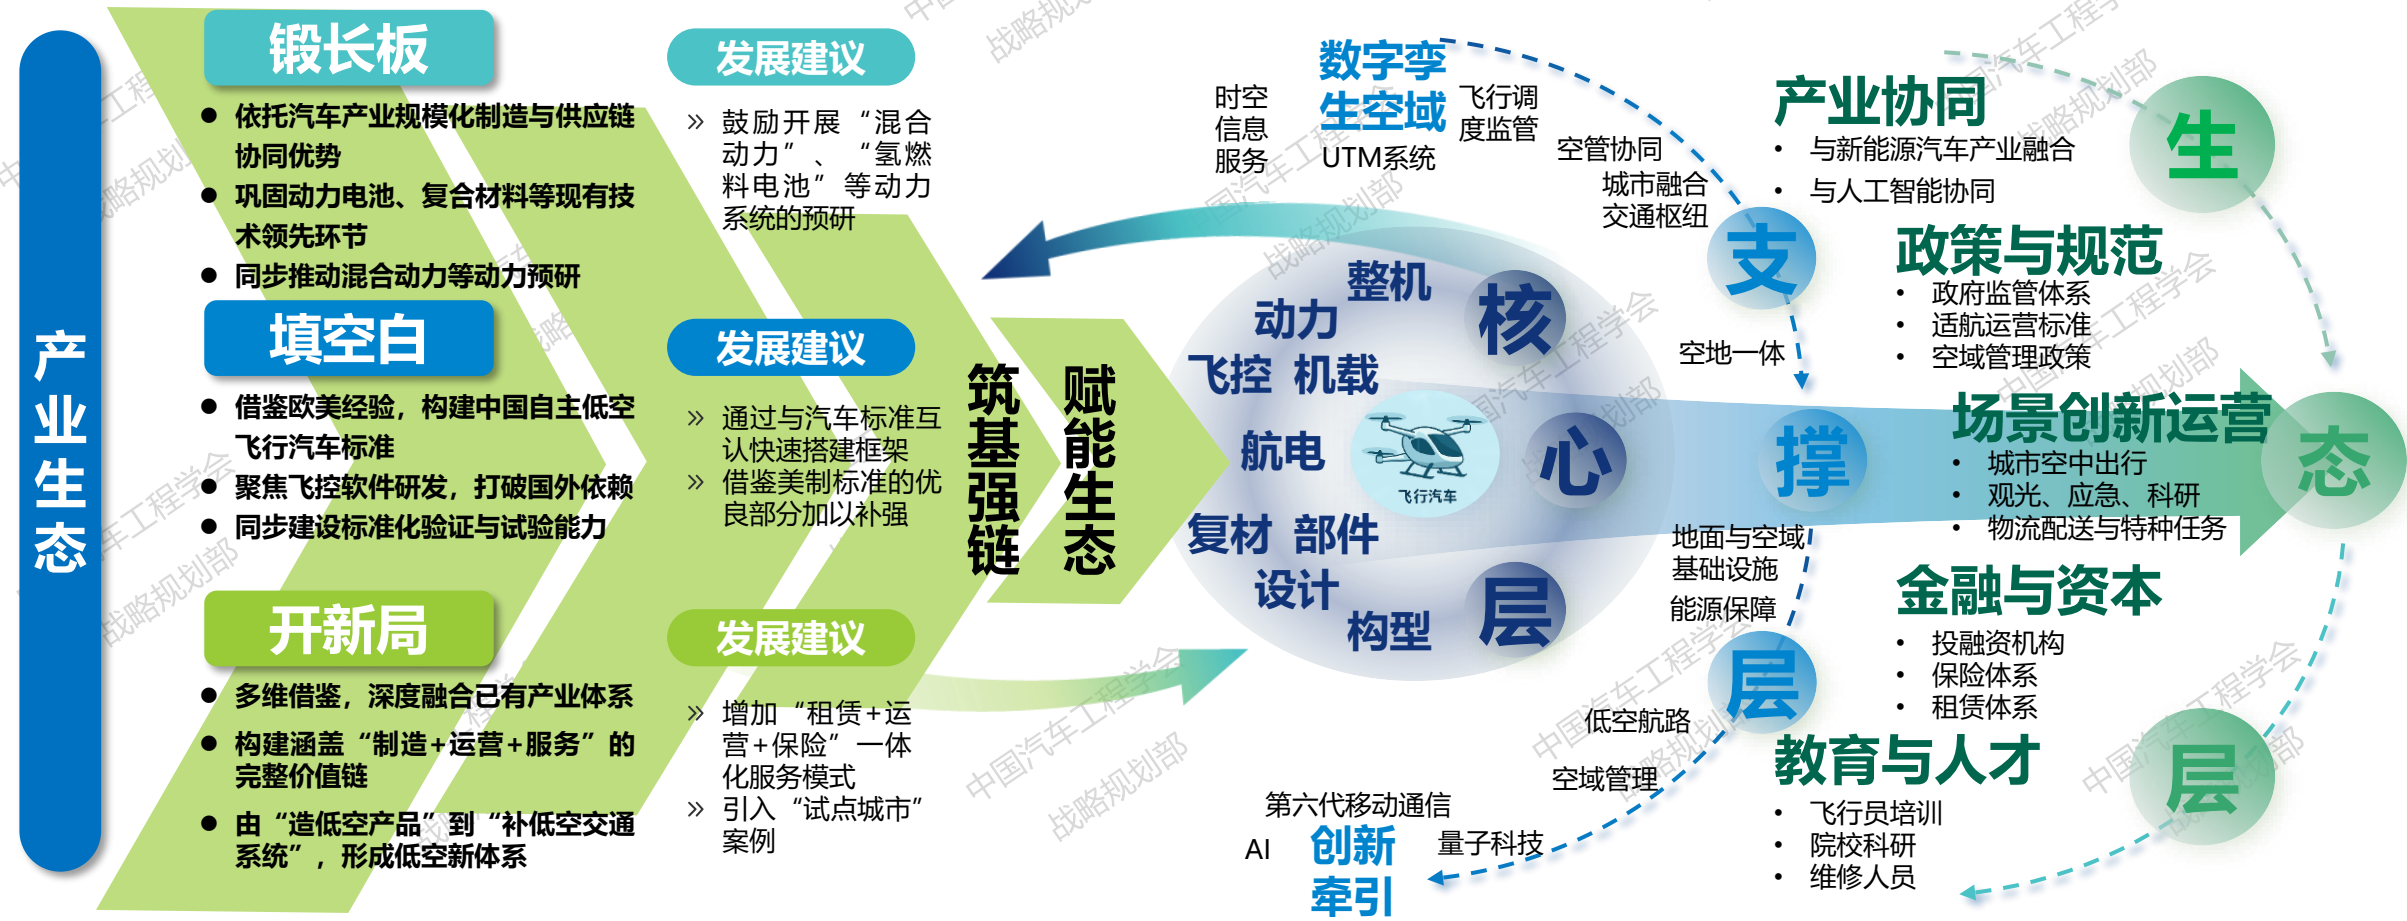 产业生态
锻长板
依托汽车产业规模化制造与供应链
协同优势
巩固动力电池、复合材料等现有技
术领先环节
同步推动混合动力等动力预研
发展建议
鼓励开展“混合
动力”、“氢燃
料电池”等动力
系统的预研
填空白
借鉴欧美经验，构建中国自主低空
飞行汽车标准
聚焦飞控软件研发，打破国外依赖
同步建设标准化验证与试验能力
发展建议
通过与汽车标准互
认快速搭建框架
借鉴美制标准的优
良部分加以补强
开新局
多维借鉴，深度融合已有产业体系
构建涵盖“制造+运营+服务”的
完整价值链
由“造低空产品”到“补低空交通
系统”，形成低空新体系
发展建议
增加“租赁+运
营+保险”一体
化服务模式
引入“试点城市”
案例
筑基强链
赋能生态
整机
动力
飞控 机载
航电
复材 部件
设计
构型
飞行汽车
核心层
时空
信息
服务
数字孪
生空域
UTM系统
飞行调
度监管
空管协同
城市融合
交通枢纽
空地一体
支撑层
地面与空域
基础设施
能源保障
低空航路
空域管理
第六代移动通信
AI
创新
牵引
量子科技
产业协同
与新能源汽车产业融合
与人工智能协同
政策与规范
政府监管体系
适航运营标准
空域管理政策
场景创新运营
城市空中出行
观光、应急、科研
物流配送与特种任务
金融与资本
投融资机构
保险体系
租赁体系
教育与人才
飞行员培训
院校科研
维修人员
生态层
中国汽车工程学会
战略规划部